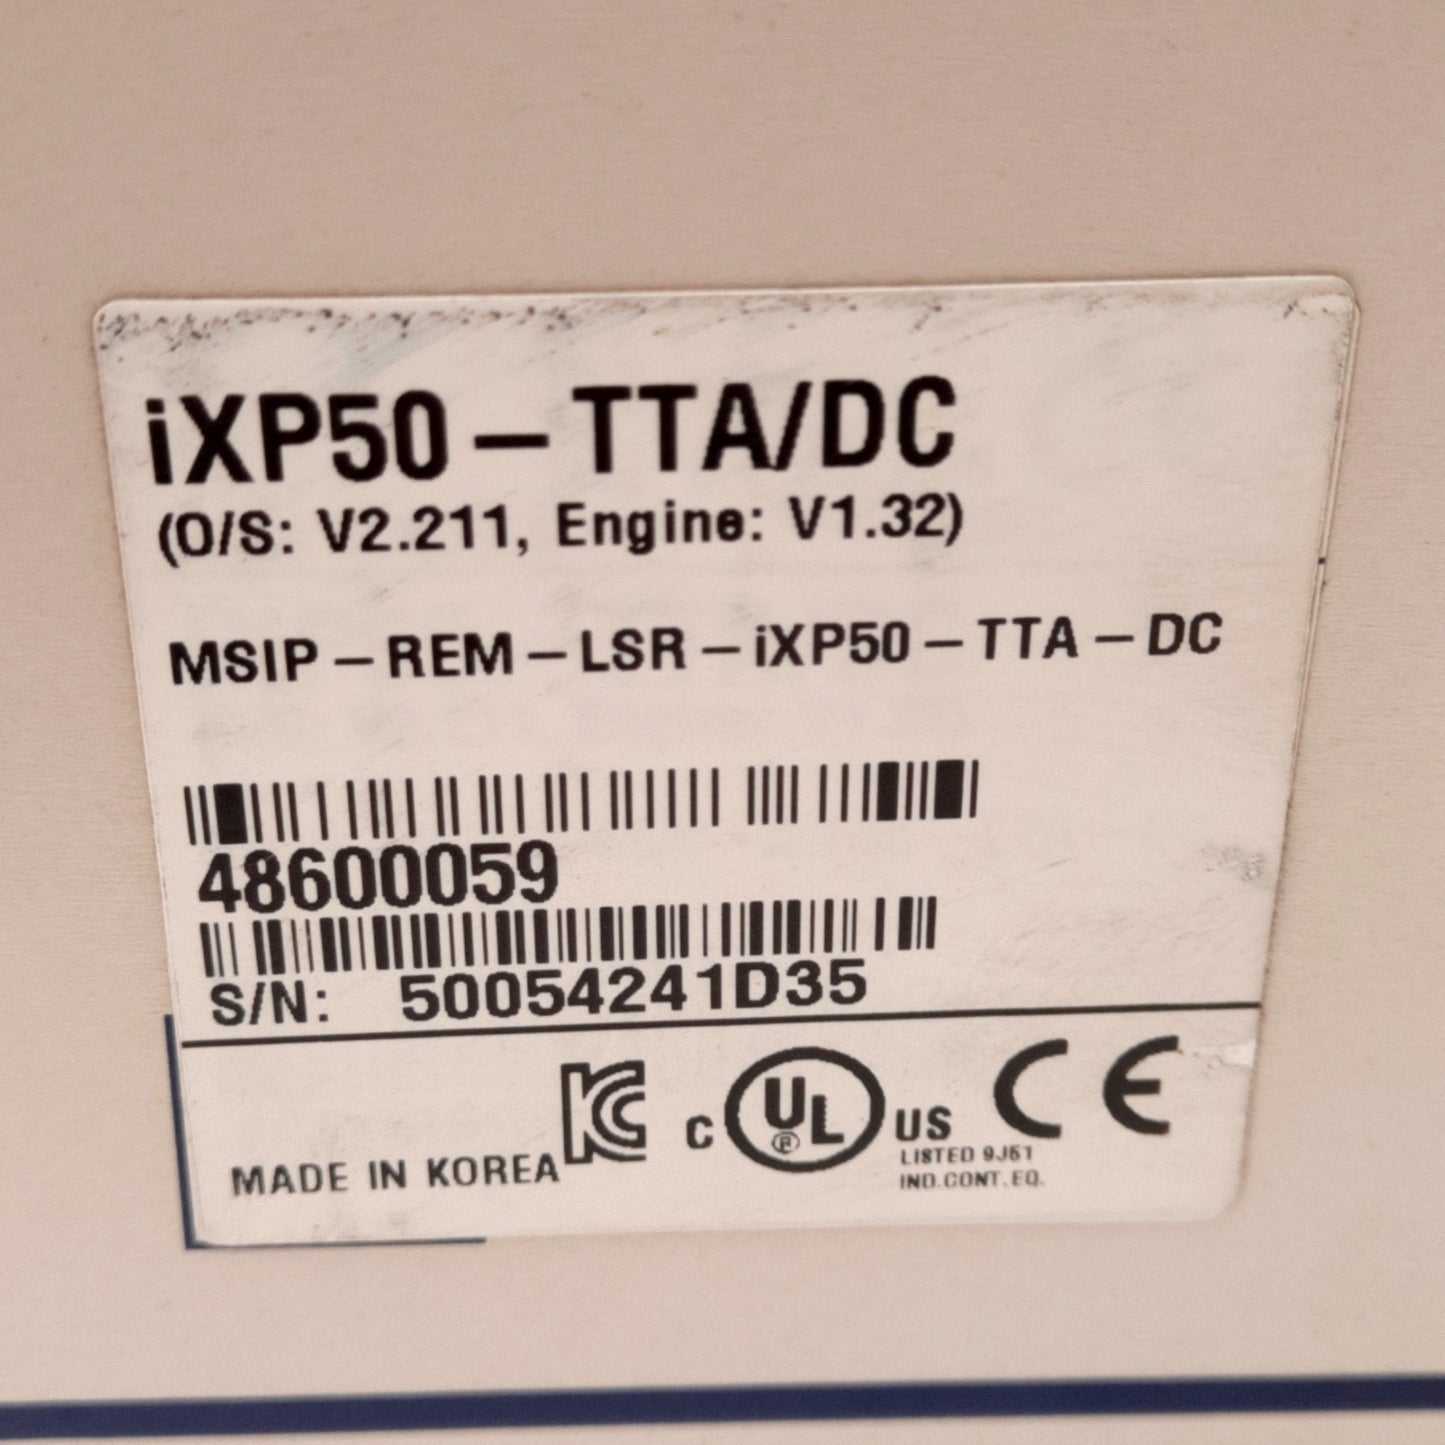 iXP50-TTA/DC
(O/S: V2.211, Engine: V1.32)
MSIP-REM-LSR-iXP50-TTA-DC
48600059
S/N: 50054241D35
MADE IN KOREA
C UL® US
CE
LISTED 9J61
IND.CONT.EQ.